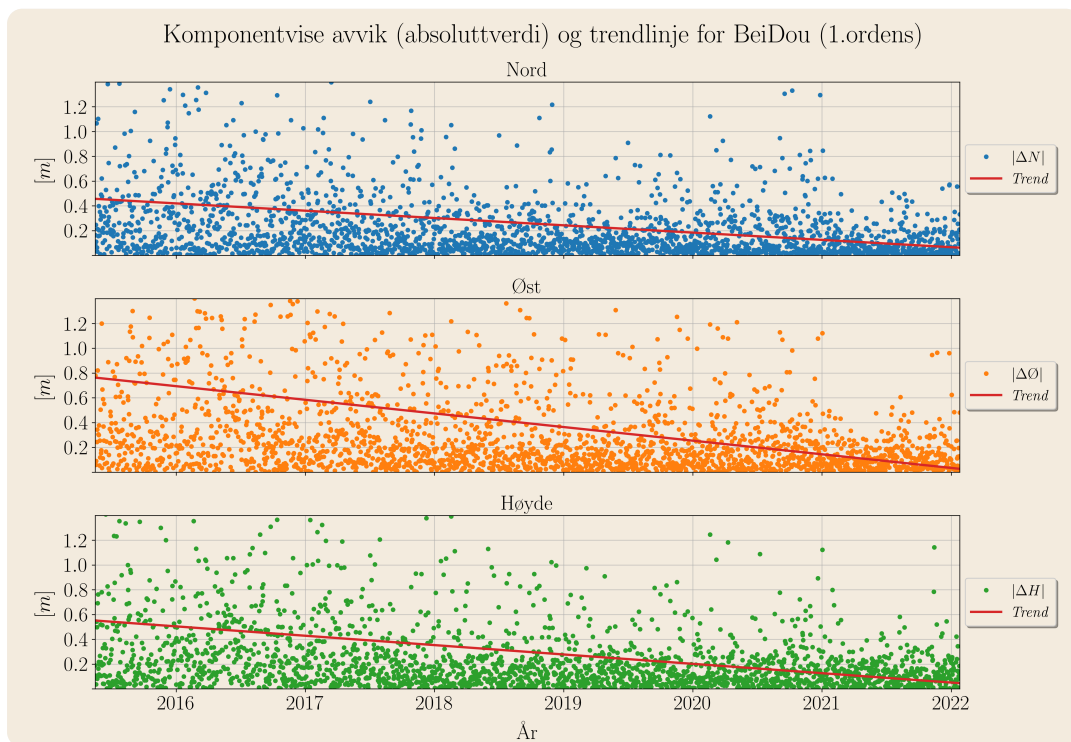 Komponentvise avvik (absoluttverdi) og trendlinje for BeiDou (1.ordens)
Nord
1.2
1.0
0.8
0.6
0.4
0.2
[m]
|ΔN|
Trend
Øst
1.2
1.0
0.8
0.6
0.4
0.2
[m]
|ΔØ|
Trend
Høyde
1.2
1.0
0.8
0.6
0.4
0.2
[m]
|ΔH|
Trend
2016 2017 2018 2019 2020 2021 2022
År